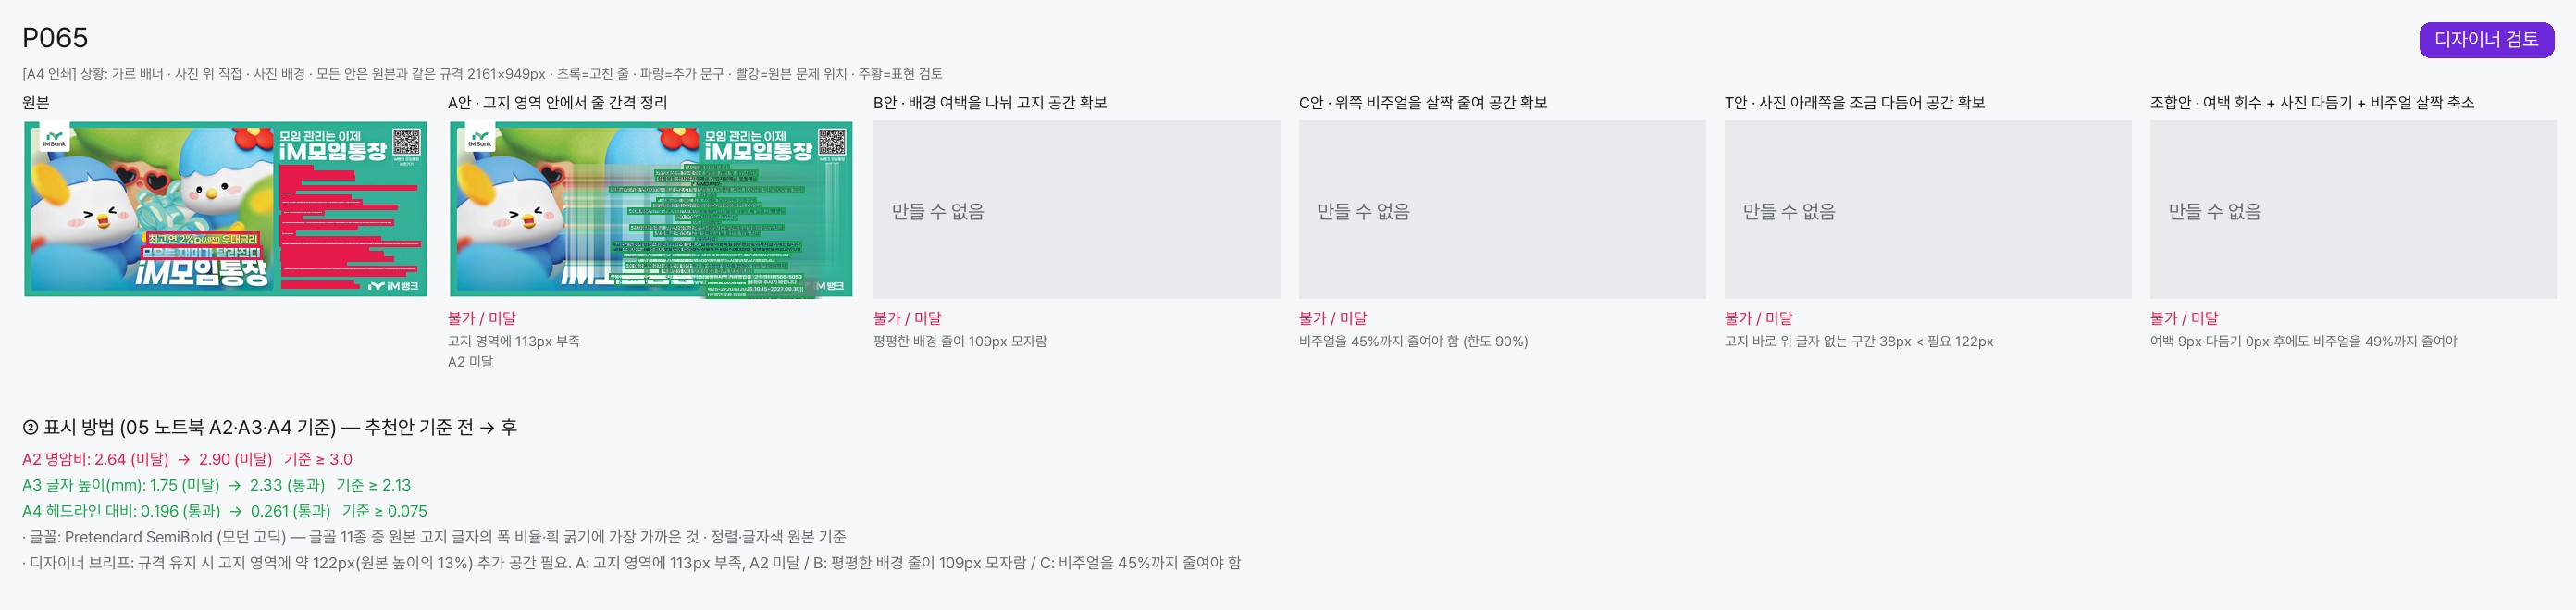 P065
디자이너 검토
[A4 인쇄] 상황: 가로 배너 · 사진 위 직접 · 사진 배경 · 모든 안은 원본과 같은 규격 2161×949px · 초록=고친 줄 · 파랑=추가 문구 · 빨강=원본 문제 위치 · 주황=표현 검토
원본
A안 · 고지 영역 안에서 줄 간격 정리
B안 · 배경 여백을 나눠 고지 공간 확보
C안 · 위쪽 비주얼을 살짝 줄여 공간 확보
T안 · 사진 아래쪽을 조금 다듬어 공간 확보
조합안 · 여백 회수 + 사진 다듬기 + 비주얼 살짝 축소
iM Bank
모임 관리는 이제
iM모임통장
최고 연 2%p 우대금리
모으는 재미가 달라진다
iM모임통장
iM뱅크
iM Bank
모임 관리는 이제
iM모임통장
뱅크
만들 수 없음
만들 수 없음
만들 수 없음
만들 수 없음
불가 / 미달
고지 영역에 113px 부족
A2 미달
불가 / 미달
평평한 배경 줄이 109px 모자람
불가 / 미달
비주얼을 45%까지 줄여야 함 (한도 90%)
불가 / 미달
고지 바로 위 글자 없는 구간 38px < 필요 122px
불가 / 미달
여백 9px·다듬기 0px 후에도 비주얼을 49%까지 줄여야
② 표시 방법 (05 노트북 A2·A3·A4 기준) — 추천안 기준 전 → 후
A2 명암비: 2.64 (미달) → 2.90 (미달) 기준 ≥ 3.0
A3 글자 높이(mm): 1.75 (미달) → 2.33 (통과) 기준 ≥ 2.13
A4 헤드라인 대비: 0.196 (통과) → 0.261 (통과) 기준 ≥ 0.075
· 글꼴: Pretendard SemiBold (모던 고딕) — 글꼴 11종 중 원본 고지 글자의 폭 비율·획 굵기에 가장 가까운 것 · 정렬·글자색 원본 기준
· 디자이너 브리프: 규격 유지 시 고지 영역에 약 122px(원본 높이의 13%) 추가 공간 필요. A: 고지 영역에 113px 부족, A2 미달 / B: 평평한 배경 줄이 109px 모자람 / C: 비주얼을 45%까지 줄여야 함